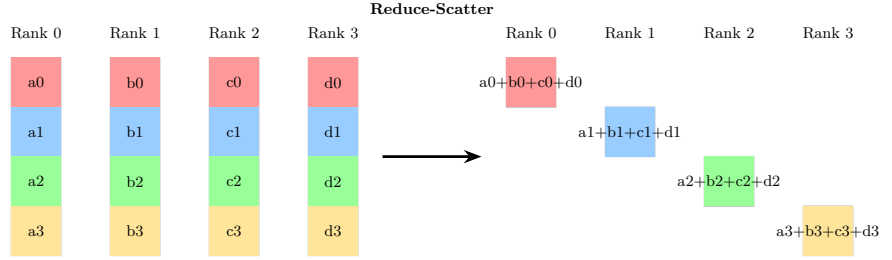 Reduce-Scatter
Rank 0 Rank 1 Rank 2 Rank 3 Rank 0 Rank 1 Rank 2 Rank 3
a0 b0 c0 d0 a0+b0+c0+d0
a1 b1 c1 d1 a1+b1+c1+d1
a2 b2 c2 d2 a2+b2+c2+d2
a3 b3 c3 d3 a3+b3+c3+d3